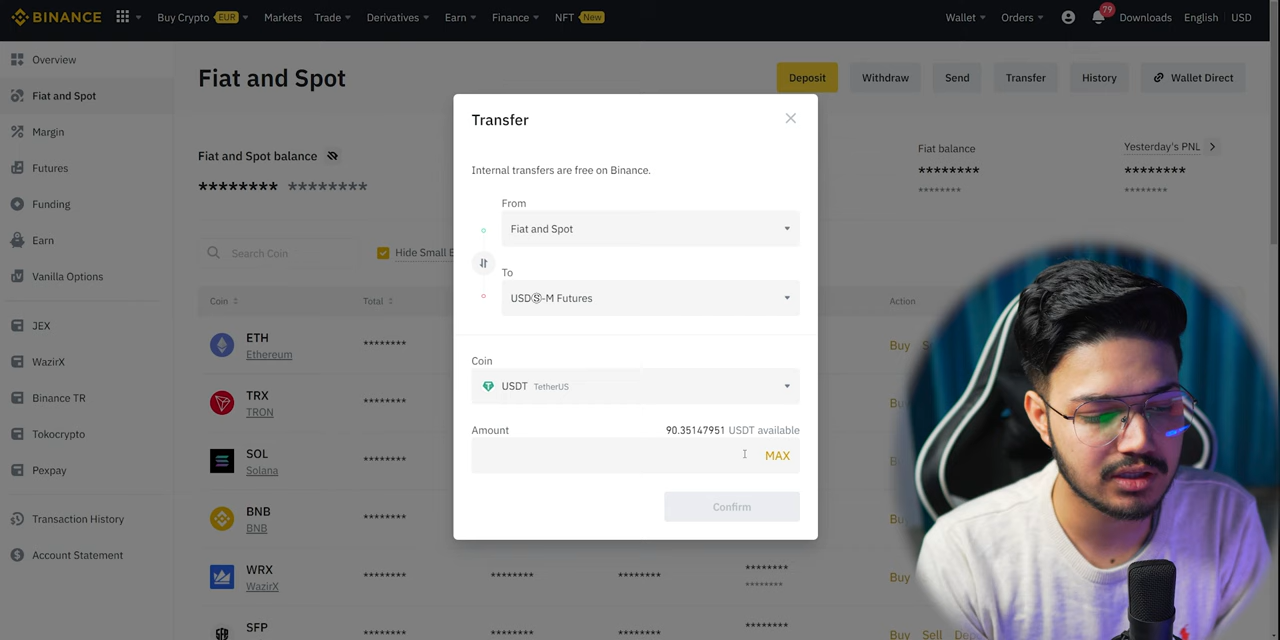 BINANCE Buy Crypto EUR Markets Trade Derivatives Earn Finance NFT New Wallet Orders 79 Downloads English USD
Overview
Fiat and Spot
Margin
Futures
Funding
Earn
Vanilla Options
JEX
WazirX
Binance TR
Tokocrypto
Pexpay
Transaction History
Account Statement
Fiat and Spot
Deposit Withdraw Send Transfer History Wallet Direct
Fiat and Spot balance
******** ********
Fiat balance
********
********
Yesterday's PNL
********
********
Search Coin
Hide Small
Coin Total Action
ETH
Ethereum
******** Buy
TRX
TRON
********
SOL
Solana
********
BNB
BNB
********
WRX
WazirX
******** ******** ******** ******** Buy
********
SFP
******** Buy Sell
Transfer
Internal transfers are free on Binance.
From
Fiat and Spot
To
USDⓈ-M Futures
Coin
USDT TetherUS
Amount 90.35147951 USDT available
MAX
Confirm